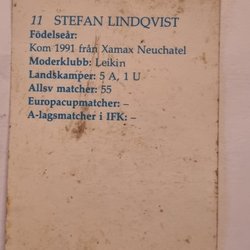 11 STEFAN LINDQVIST
Födelseår:
Kom 1991 från Xamax Neuchatel
Moderklubb: Leikin
Landskamper: 5 A, 1 U
Allsv matcher: 55
Europacupmatcher: –
A-lagsmatcher i IFK: –